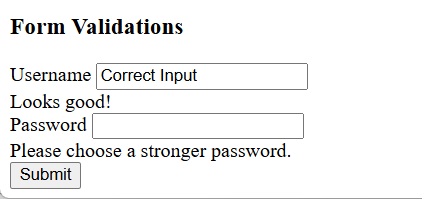 Form Validations
Username Correct Input
Looks good!
Password
Please choose a stronger password.
Submit